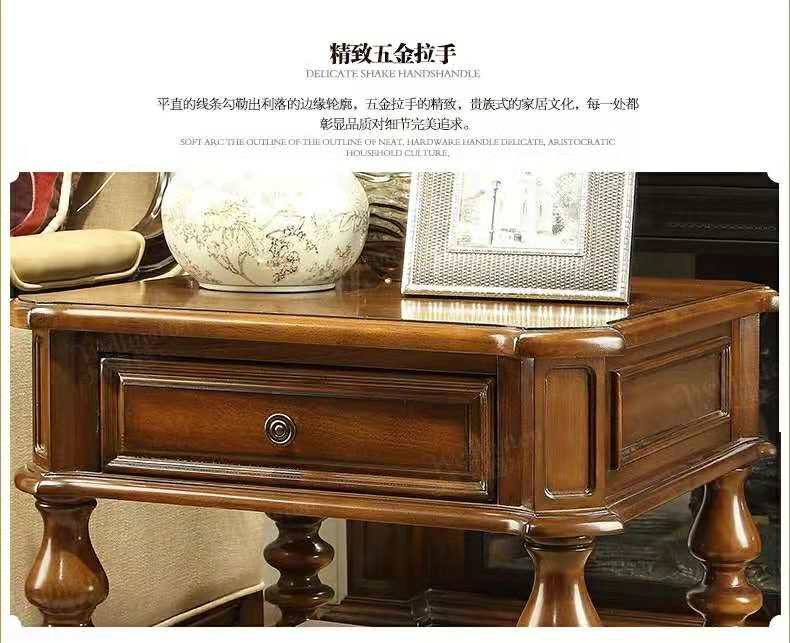 精致五金拉手
DELICATE SHAKE HANDSHANDLE
平直的线条勾勒出利落的边缘轮廓，五金拉手的精致，贵族式的家居文化，每一处都
彰显品质对细节完美追求。
SOFT ARC THE OUTLINE OF THE OUTLINE OF NEAT, HARDWARE HANDLE DELICATE, ARISTOCRATIC
HOUSEHOLD CULTURE.